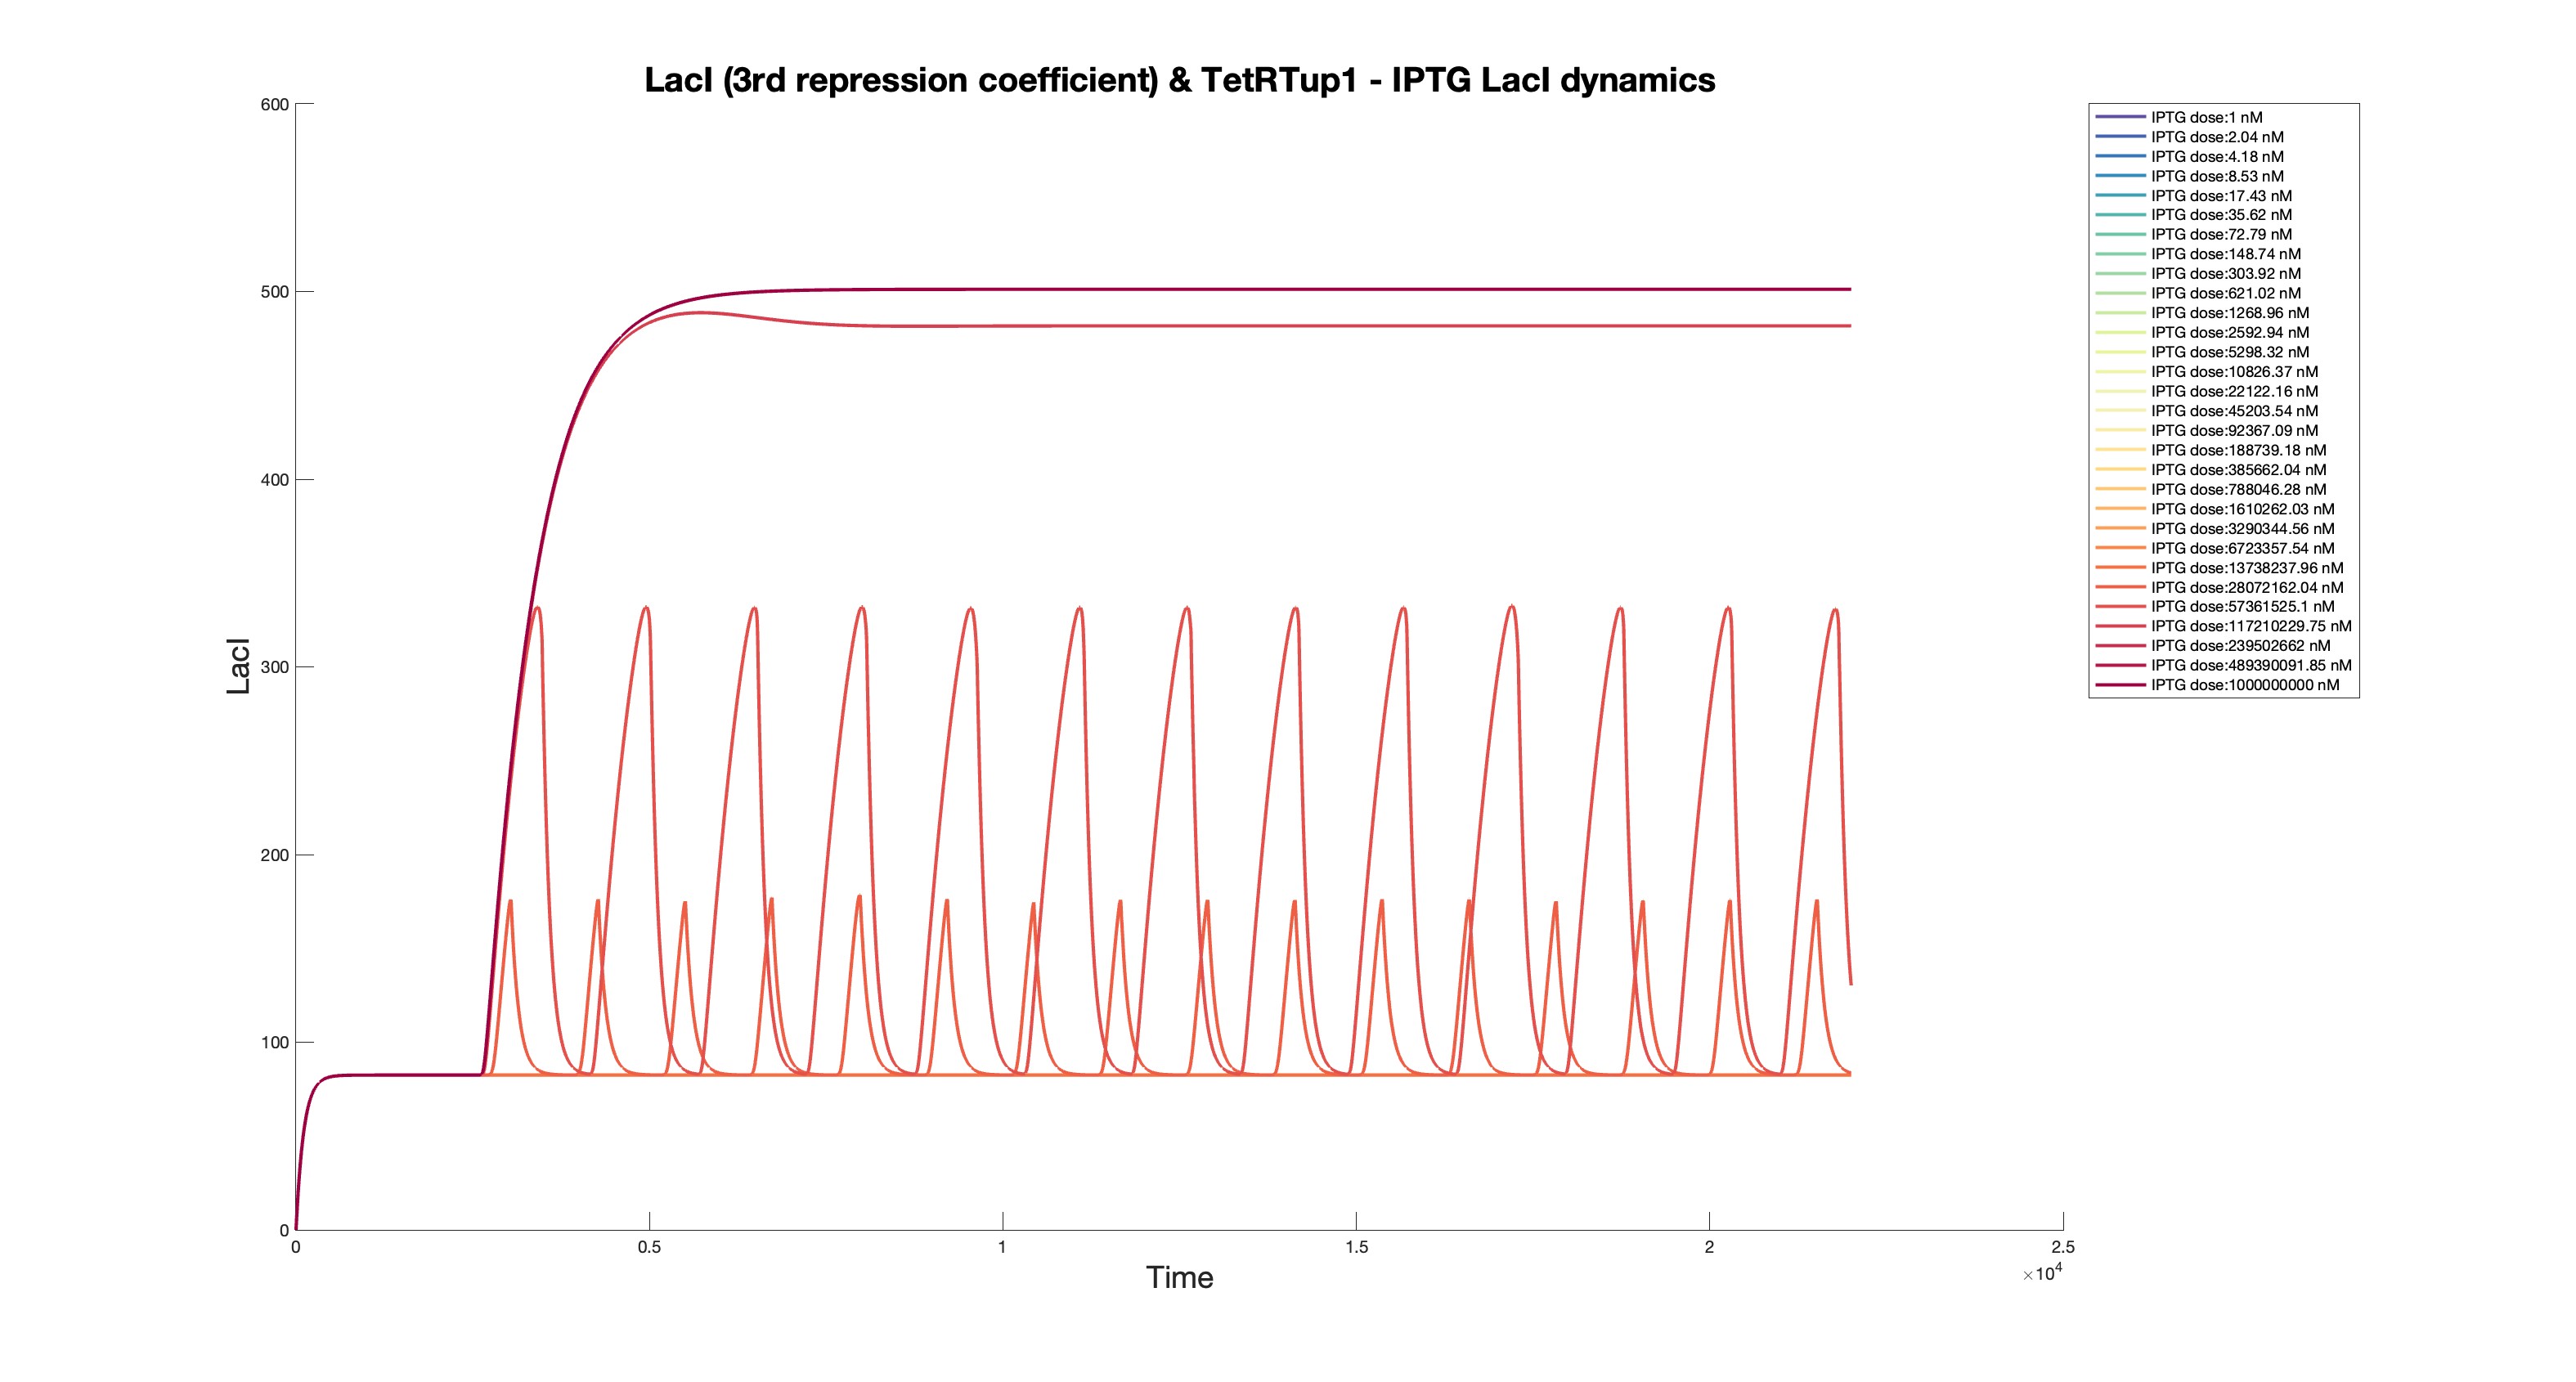 LacI (3rd repression coefficient) & TetRTup1 - IPTG LacI dynamics
600
500
400
300
200
100
0
LacI
0
0.5
1
1.5
2
2.5
×10^4
Time
IPTG dose:1 nM
IPTG dose:2.04 nM
IPTG dose:4.18 nM
IPTG dose:8.53 nM
IPTG dose:17.43 nM
IPTG dose:35.62 nM
IPTG dose:72.79 nM
IPTG dose:148.74 nM
IPTG dose:303.92 nM
IPTG dose:621.02 nM
IPTG dose:1268.96 nM
IPTG dose:2592.94 nM
IPTG dose:5298.32 nM
IPTG dose:10826.37 nM
IPTG dose:22122.16 nM
IPTG dose:45203.54 nM
IPTG dose:92367.09 nM
IPTG dose:188739.18 nM
IPTG dose:385662.04 nM
IPTG dose:788046.28 nM
IPTG dose:1610262.03 nM
IPTG dose:3290344.56 nM
IPTG dose:6723357.54 nM
IPTG dose:13738237.96 nM
IPTG dose:28072162.04 nM
IPTG dose:57361525.1 nM
IPTG dose:117210229.75 nM
IPTG dose:239502662 nM
IPTG dose:489390091.85 nM
IPTG dose:1000000000 nM